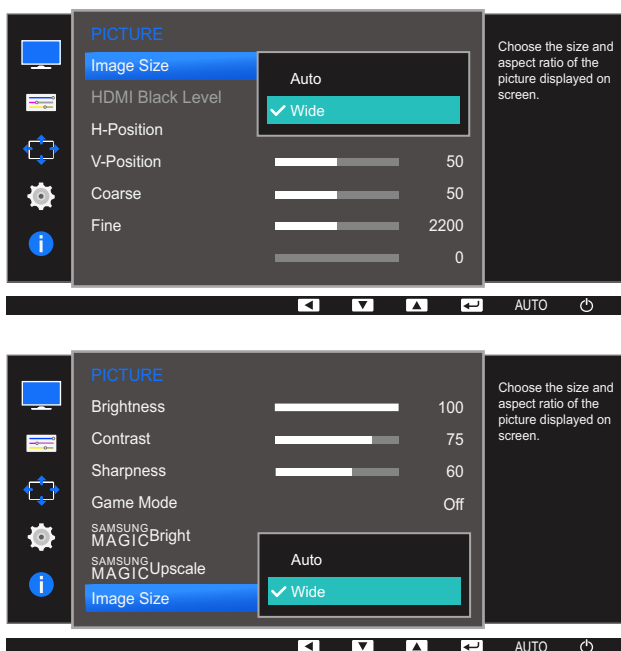 PICTURE
Image Size
Auto
Choose the size and
aspect ratio of the
picture displayed on
screen.
HDMI Black Level
Wide
H-Position
V-Position 50
Coarse 50
Fine 2200
0
AUTO
PICTURE
Brightness 100
Choose the size and
aspect ratio of the
picture displayed on
screen.
Contrast 75
Sharpness 60
Game Mode Off
SAMSUNG
MAGICBright
SAMSUNG
MAGICUpscale
Auto
Image Size
Wide
AUTO